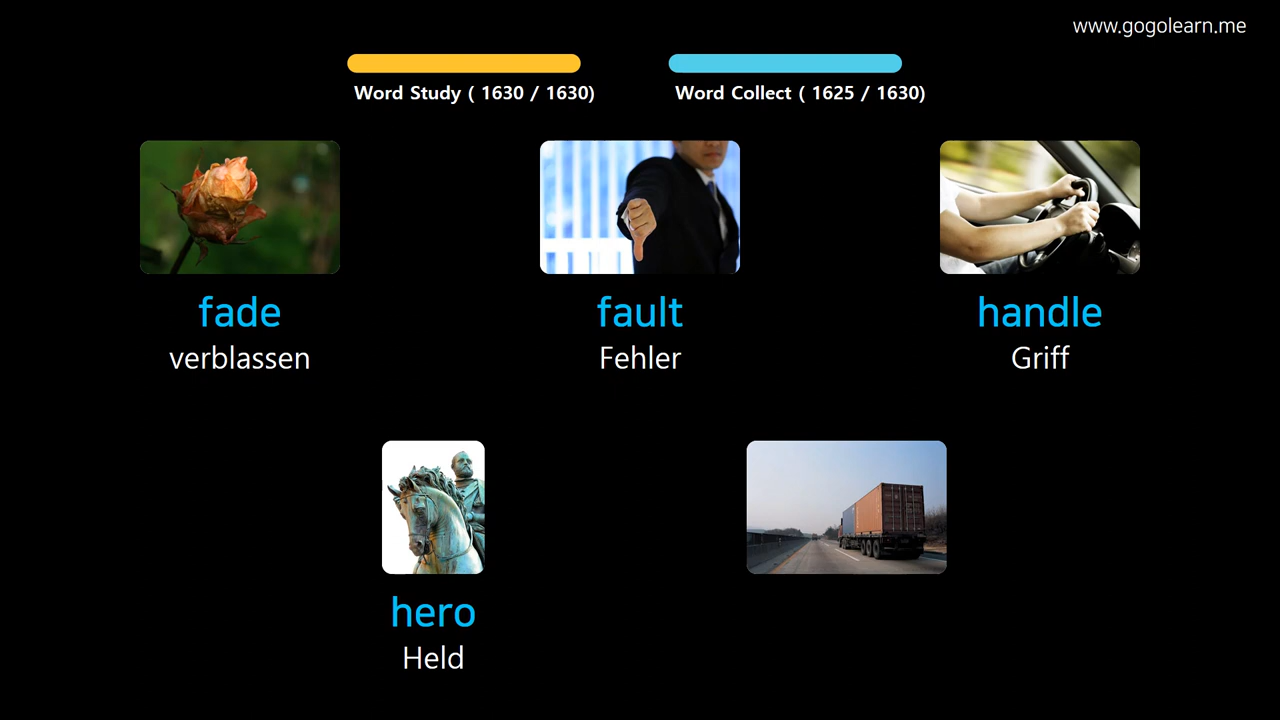 www.gogolearn.me
Word Study ( 1630 / 1630)
Word Collect ( 1625 / 1630)
fade
verblassen
fault
Fehler
handle
Griff
hero
Held